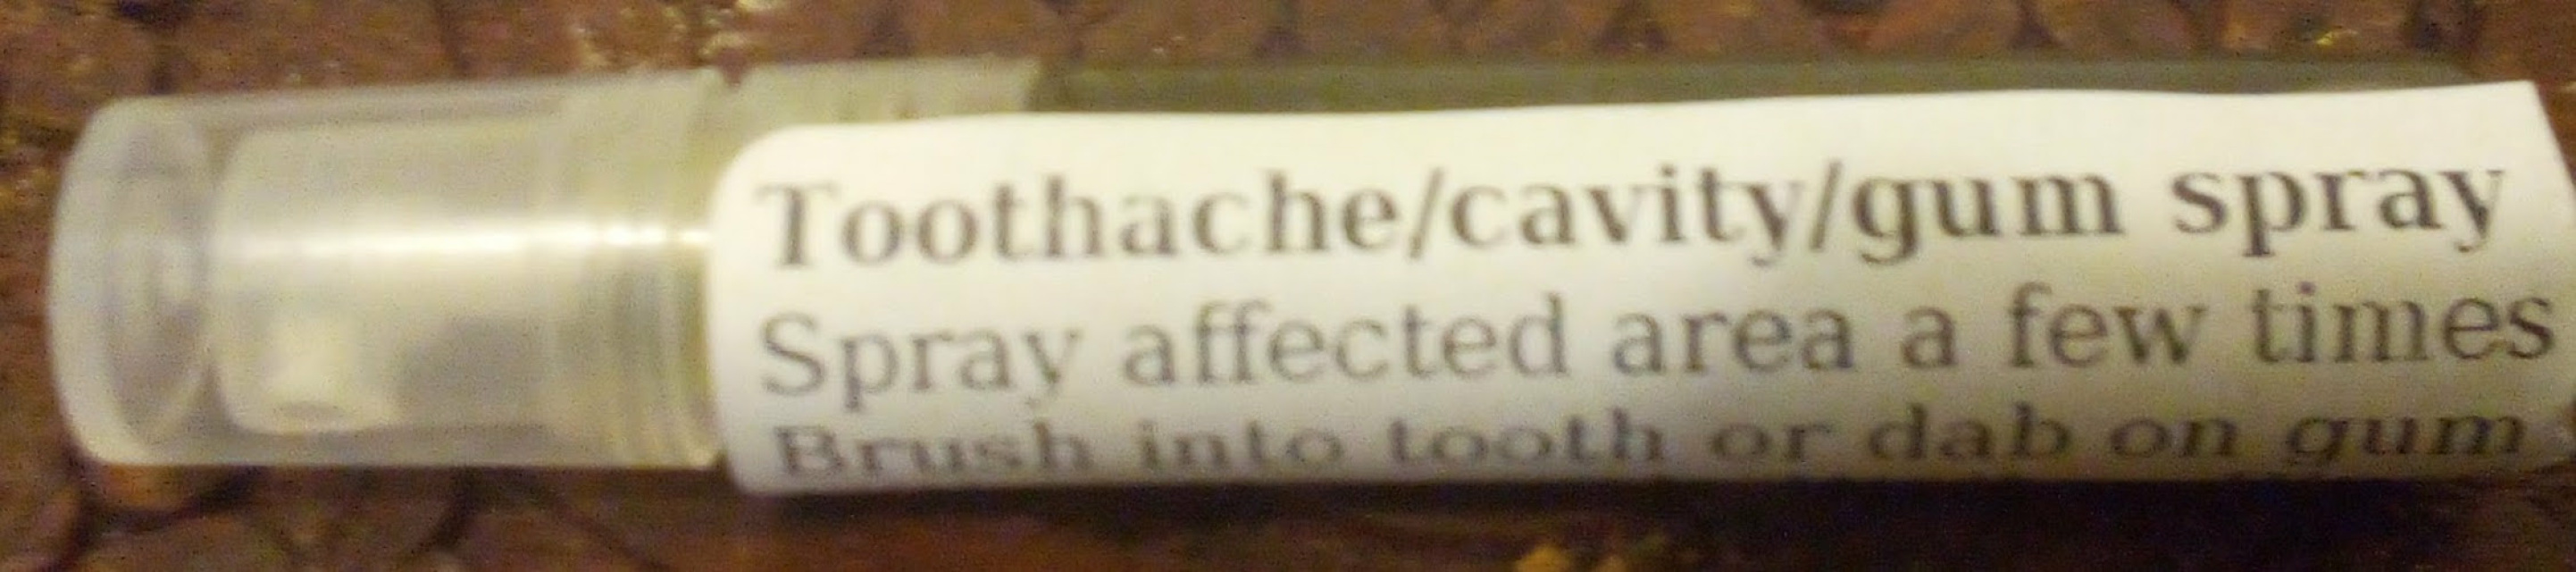 Toothache/cavity/gum spray
Spray affected area a few times
Brush into tooth or dab on gum